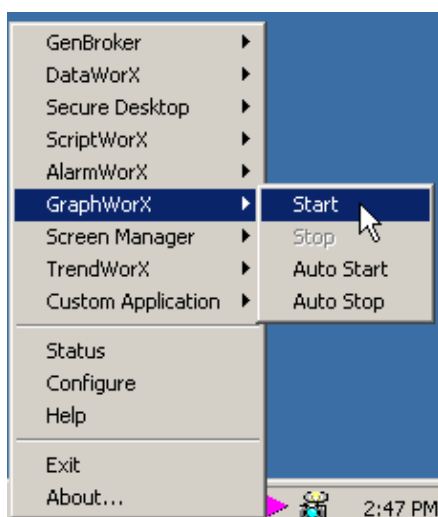 GenBroker
DataWorX
Secure Desktop
ScriptWorX
AlarmWorX
GraphWorX
Screen Manager
TrendWorX
Custom Application
Status
Configure
Help
Exit
About...
Start
Stop
Auto Start
Auto Stop
2:47 PM